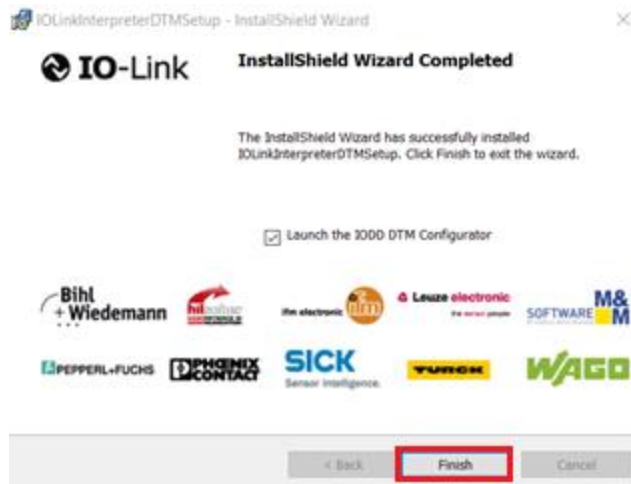 IOLinkInterpreterDTMSetup - InstallShield Wizard
IO-Link
InstallShield Wizard Completed
The InstallShield Wizard has successfully installed
IOLinkInterpreterDTMSetup. Click Finish to exit the wizard.
Launch the IODD DTM Configurator
Bihl
+ Wiedemann
ifm electronic
ifm
Leuze electronic
the sensor people
M&M
SOFTWARE
PEPPERL+FUCHS
PHOENIX
CONTACT
SICK
Sensor Intelligence.
TURCK
WAGO
< Back
Finish
Cancel